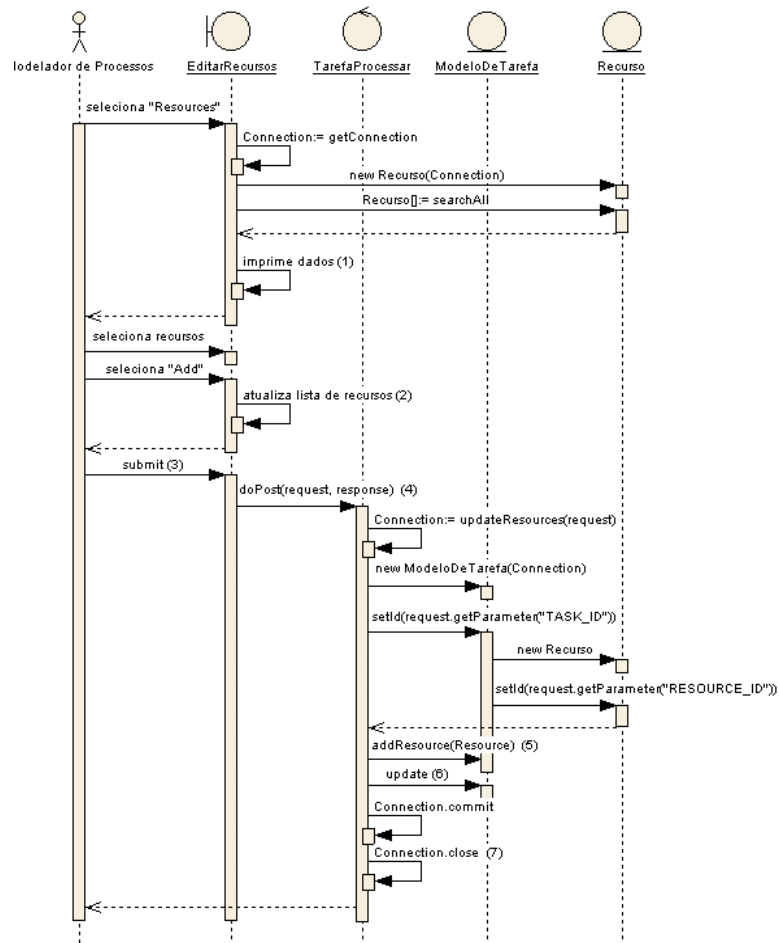 lodelador de Processos
EditarRecursos
TarefaProcessar
ModeloDeTarefa
Recurso
seleciona "Resources"
Connection:= getConnection
new Recurso(Connection)
Recurso[]:= searchAll
imprime dados (1)
seleciona recursos
seleciona "Add"
atualiza lista de recursos (2)
submit (3)
doPost(request, response) (4)
Connection:= updateResources(request)
new ModeloDeTarefa(Connection)
setId(request.getParameter("TASK_ID"))
new Recurso
setId(request.getParameter("RESOURCE_ID"))
addResource(Resource) (5)
update (6)
Connection.commit
Connection.close (7)